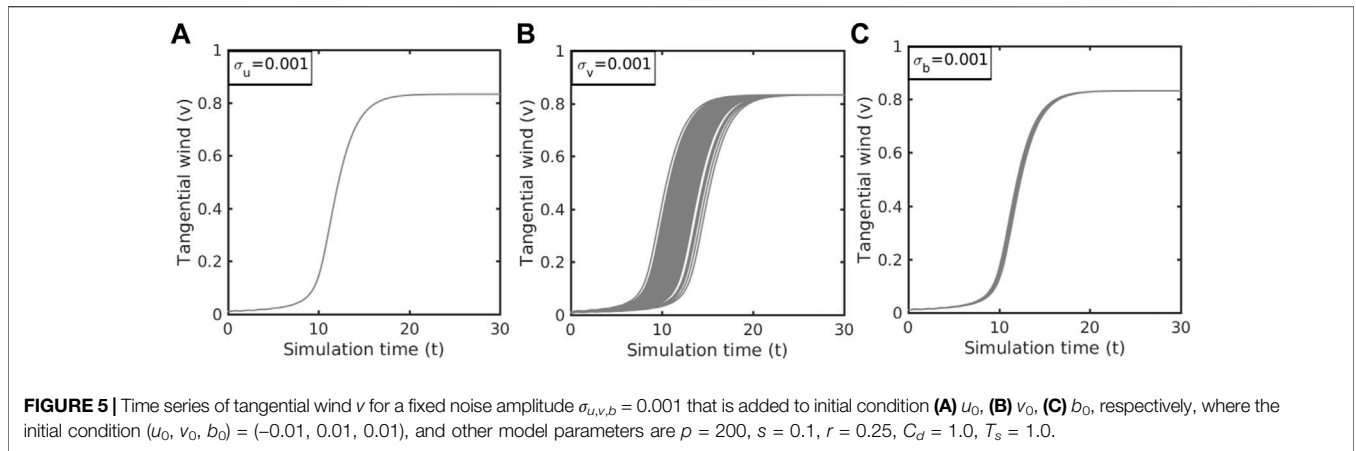 A
B
C
σu=0.001
σv=0.001
σb=0.001
Tangential wind (v)
1
0.8
0.6
0.4
0.2
0
0
10
20
30
Simulation time (t)
Tangential wind (v)
1
0.8
0.6
0.4
0.2
0
0
10
20
30
Simulation time (t)
Tangential wind (v)
1
0.8
0.6
0.4
0.2
0
0
10
20
30
Simulation time (t)
FIGURE 5 | Time series of tangential wind v for a fixed noise amplitude σu,v,b = 0.001 that is added to initial condition (A) u0, (B) v0, (C) b0, respectively, where the
initial condition (u0, v0, b0) = (−0.01, 0.01, 0.01), and other model parameters are p = 200, s = 0.1, r = 0.25, Cd = 1.0, Ts = 1.0.